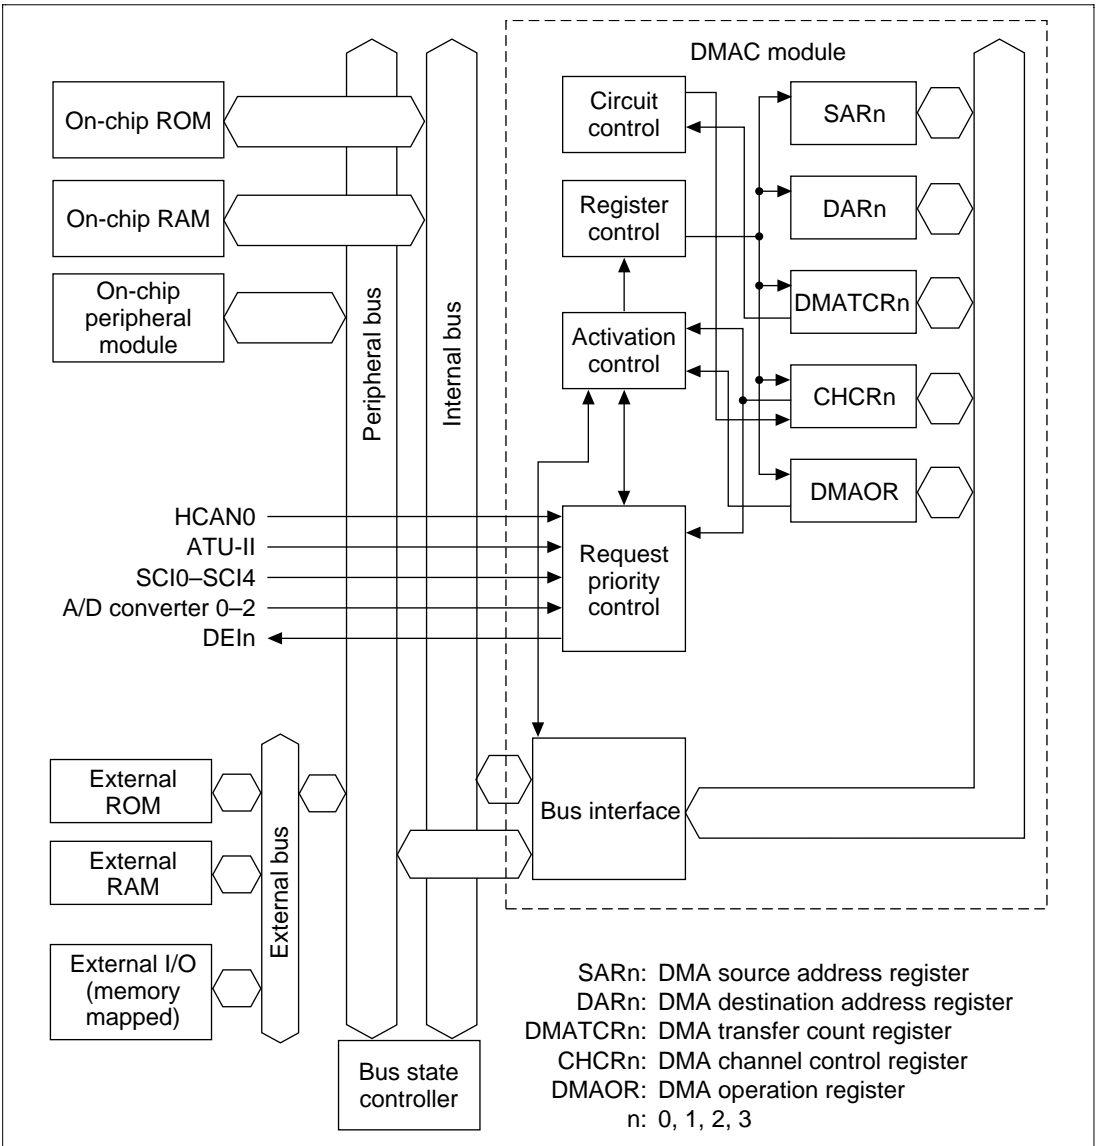 DMAC module
On-chip ROM
Circuit
control
SARn
On-chip RAM
Register
control
DARn
On-chip
peripheral
module
Peripheral bus
Internal bus
Activation
control
DMATCRn
CHCRn
DMAOR
HCAN0
ATU-II
SCI0–SCI4
A/D converter 0–2
DEIn
Request
priority
control
External
ROM
External
RAM
External I/O
(memory
mapped)
External bus
Bus interface
Bus state
controller
SARn: DMA source address register
DARn: DMA destination address register
DMATCRn: DMA transfer count register
CHCRn: DMA channel control register
DMAOR: DMA operation register
n: 0, 1, 2, 3